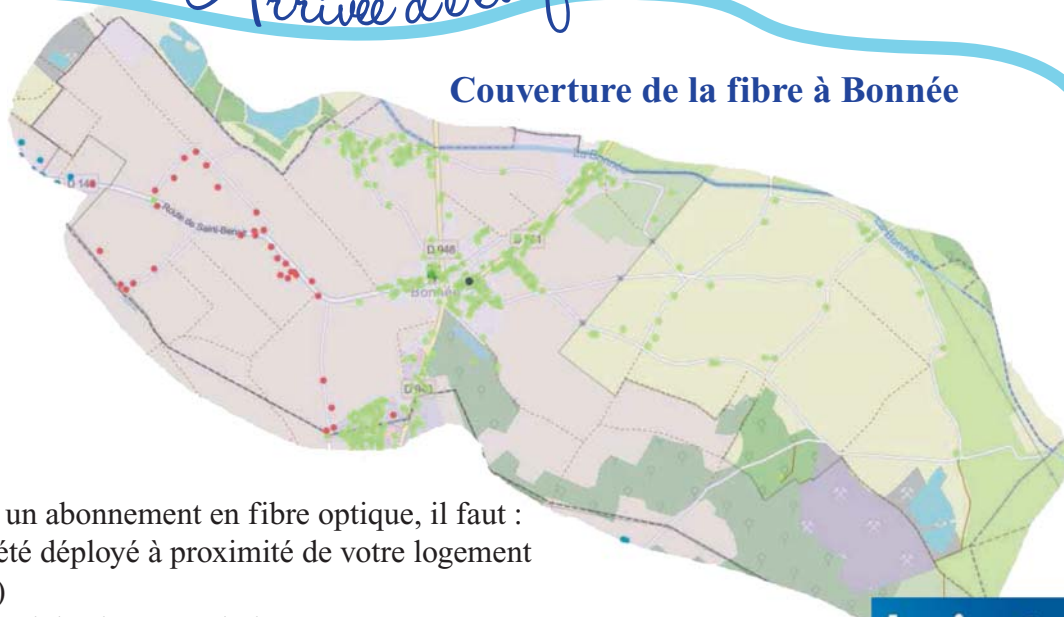 Couverture de la fibre à Bonnée
La Bonnée
D 148
Route de Saint-Benoît
D 948
Bonnée
La Bonnée
D 948
un abonnement en fibre optique, il faut :
été déployé à proximité de votre logement
)